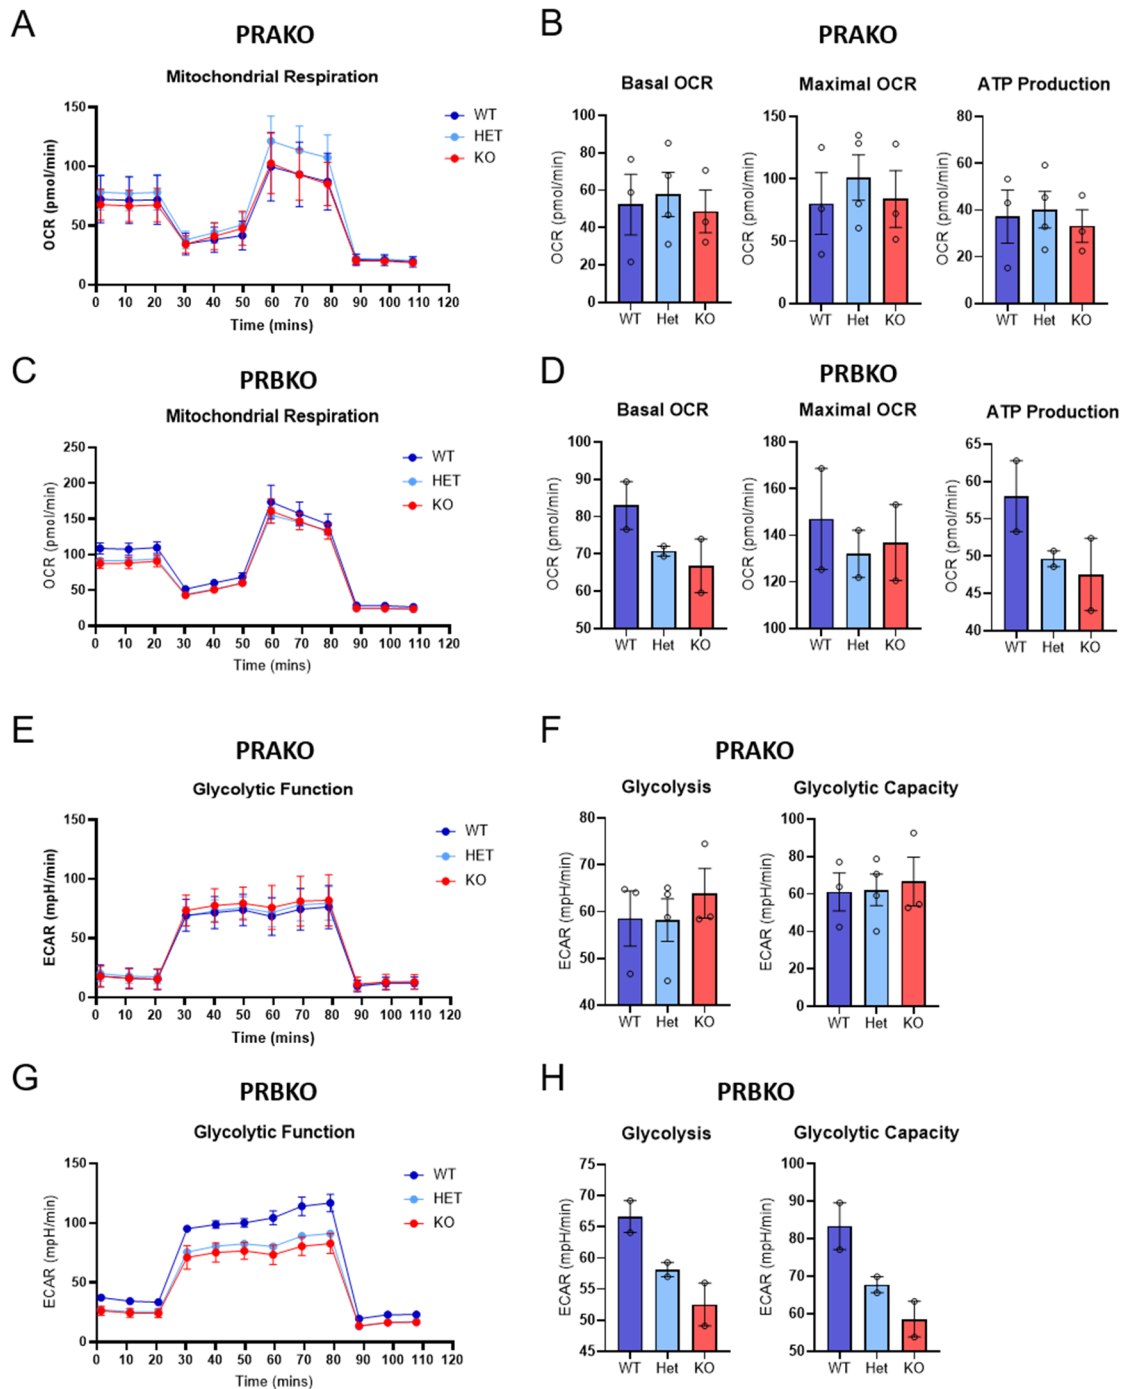 A
PRAKO
Mitochondrial Respiration
OCR (pmol/min)
150
100
50
0
0 10 20 30 40 50 60 70 80 90 100 110 120
Time (mins)
WT
HET
KO
B
PRAKO
Basal OCR
OCR (pmol/min)
100
80
60
40
20
0
WT Het KO
Maximal OCR
OCR (pmol/min)
150
100
50
0
WT Het KO
ATP Production
OCR (pmol/min)
80
60
40
20
0
WT Het KO
C
PRBKO
Mitochondrial Respiration
OCR (pmol/min)
250
200
150
100
50
0
0 10 20 30 40 50 60 70 80 90 100 110 120
Time (mins)
WT
HET
KO
D
PRBKO
Basal OCR
OCR (pmol/min)
100
90
80
70
60
50
WT Het KO
Maximal OCR
OCR (pmol/min)
180
160
140
120
100
WT Het KO
ATP Production
OCR (pmol/min)
65
60
55
50
45
40
WT Het KO
E
PRAKO
Glycolytic Function
ECAR (mpH/min)
150
100
50
0
0 10 20 30 40 50 60 70 80 90 100 110 120
Time (mins)
WT
HET
KO
F
PRAKO
Glycolysis
ECAR (mpH/min)
80
70
60
50
40
WT Het KO
Glycolytic Capacity
ECAR (mpH/min)
100
80
60
40
20
0
WT Het KO
G
PRBKO
Glycolytic Function
ECAR (mpH/min)
150
100
50
0
0 10 20 30 40 50 60 70 80 90 100 110 120
Time (mins)
WT
HET
KO
H
PRBKO
Glycolysis
ECAR (mpH/min)
75
70
65
60
55
50
45
WT Het KO
Glycolytic Capacity
ECAR (mpH/min)
100
90
80
70
60
50
WT Het KO